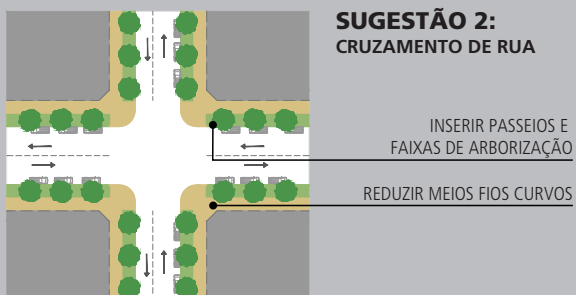 SUGESTÃO 2:
CRUZAMENTO DE RUA
INSERIR PASSEIOS E
FAIXAS DE ARBORIZAÇÃO
REDUZIR MEIOS FIOS CURVOS